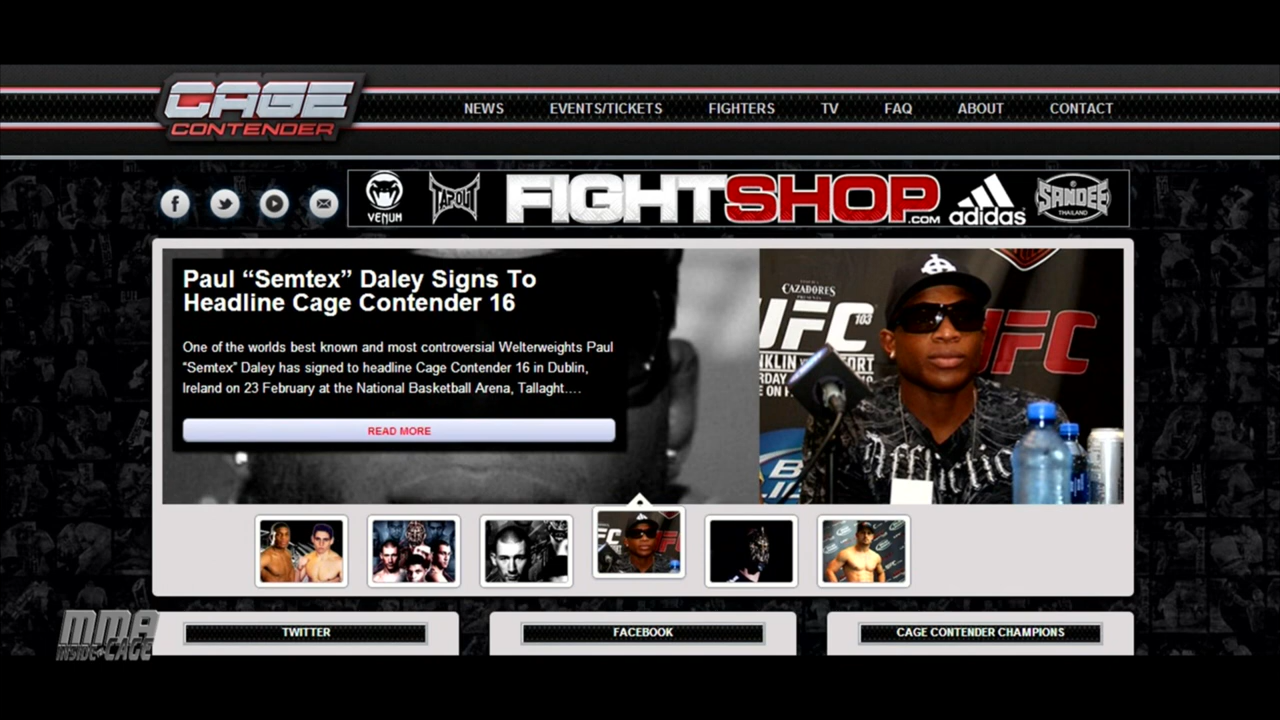 CAGE
CONTENDER
NEWS
EVENTS/TICKETS
FIGHTERS
TV
FAQ
ABOUT
CONTACT
VENUM
TAPOUT
FIGHTSHOP.COM
adidas
SANDEE
THAILAND
Paul “Semtex” Daley Signs To
Headline Cage Contender 16
One of the worlds best known and most controversial Welterweights Paul
“Semtex” Daley has signed to headline Cage Contender 16 in Dublin,
Ireland on 23 February at the National Basketball Arena, Tallaght....
READ MORE
CAZADORES
PRESENTS
UFC 103
UFC
Affliction
MMA
INSIDE CAGE
TWITTER
FACEBOOK
CAGE CONTENDER CHAMPIONS